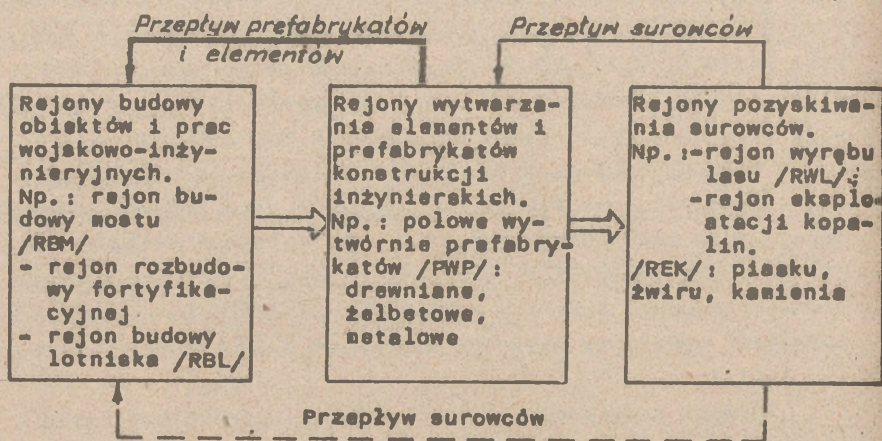 Przepływ prefabrykatów
i elementów
Przepływ surowców
Rejony budowy
obiektów i prac
wojskowo-inży-
nieryjnych.
Np.: rejon bu-
dowy mostu
/RBM/
- rejon rozbudo-
wy fortyfika-
cyjnej
- rejon budowy
lotniska /RBL/
Rejony wytwarza-
nia elementów i
prefabrykatów
konstrukcji
inżynierskich.
Np.: polowe wy-
twórnie prefabry-
katów /PWP/:
drewniane,
żelbetowe,
metalowe
Rejony pozyskiwa-
nia surowców.
Np.:-rejon wyrębu
lasu /RWL/;
-rejon eksplo-
atacji kopa-
lin.
/REK/: piasku,
żwiru, kamienia
Przepływ surowców